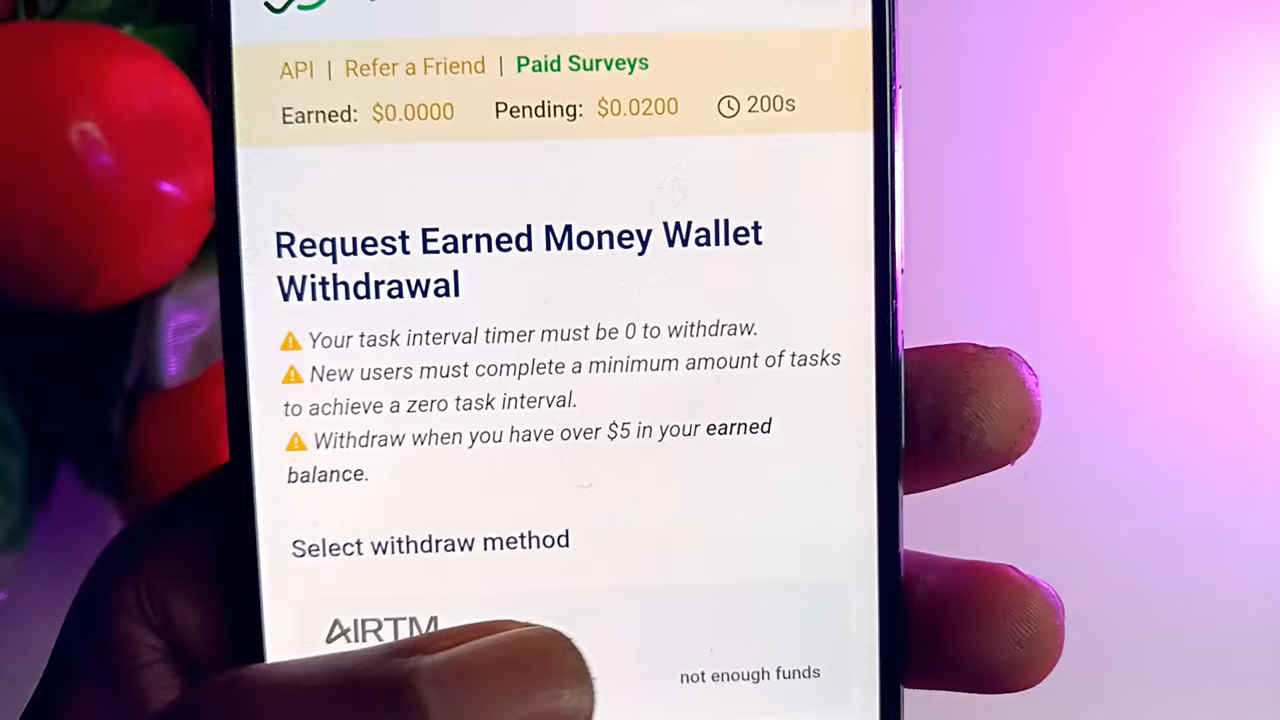 API | Refer a Friend | Paid Surveys
Earned: $0.0000 Pending: $0.0200 200s
Request Earned Money Wallet
Withdrawal
⚠ Your task interval timer must be 0 to withdraw.
⚠ New users must complete a minimum amount of tasks
to achieve a zero task interval.
⚠ Withdraw when you have over $5 in your earned
balance.
Select withdraw method
AIRTM
not enough funds